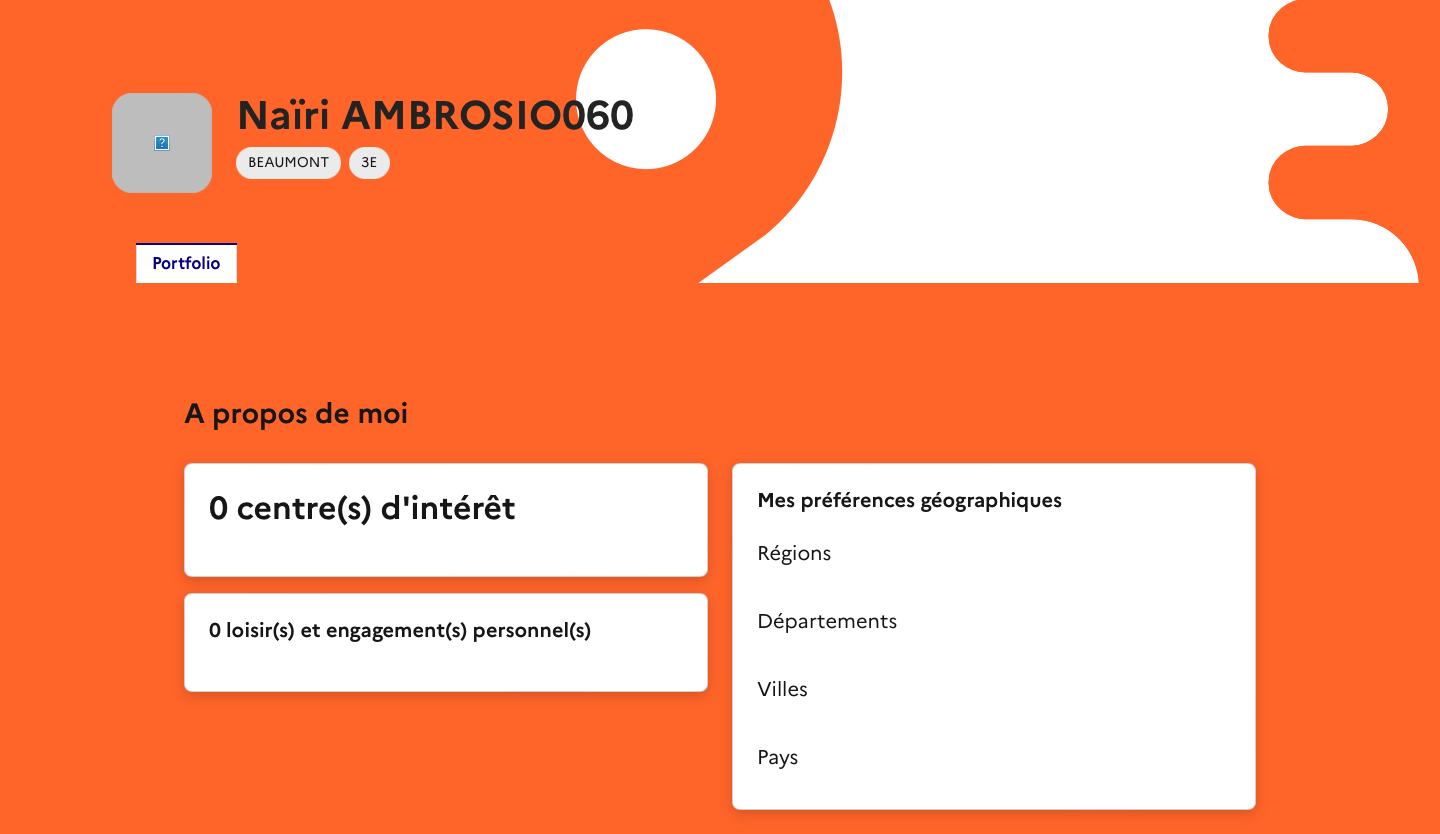 Naïri AMBROSIO060
BEAUMONT 3E
Portfolio
A propos de moi
0 centre(s) d'intérêt
0 loisir(s) et engagement(s) personnel(s)
Mes préférences géographiques
Régions
Départements
Villes
Pays